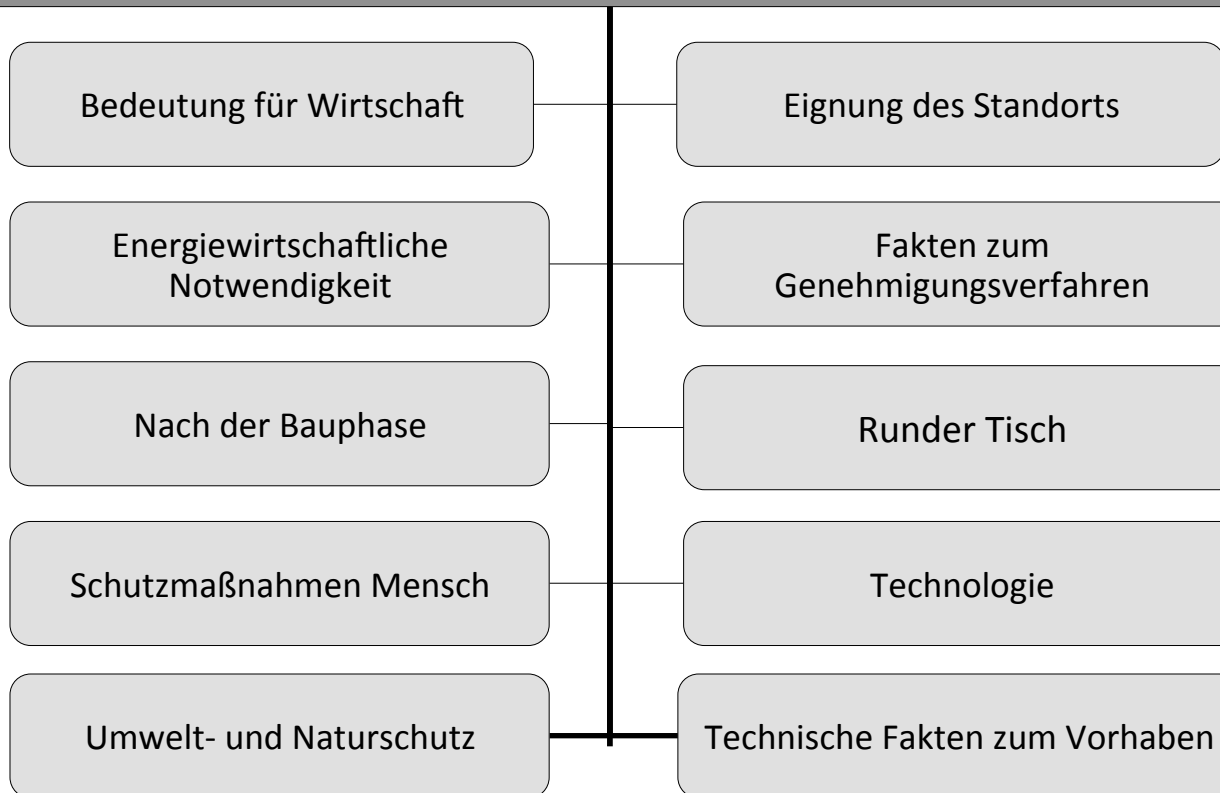 Bedeutung für Wirtschaft
Eignung des Standorts
Energiewirtschaftliche
Notwendigkeit
Fakten zum
Genehmigungsverfahren
Nach der Bauphase
Runder Tisch
Schutzmaßnahmen Mensch
Technologie
Umwelt- und Naturschutz
Technische Fakten zum Vorhaben